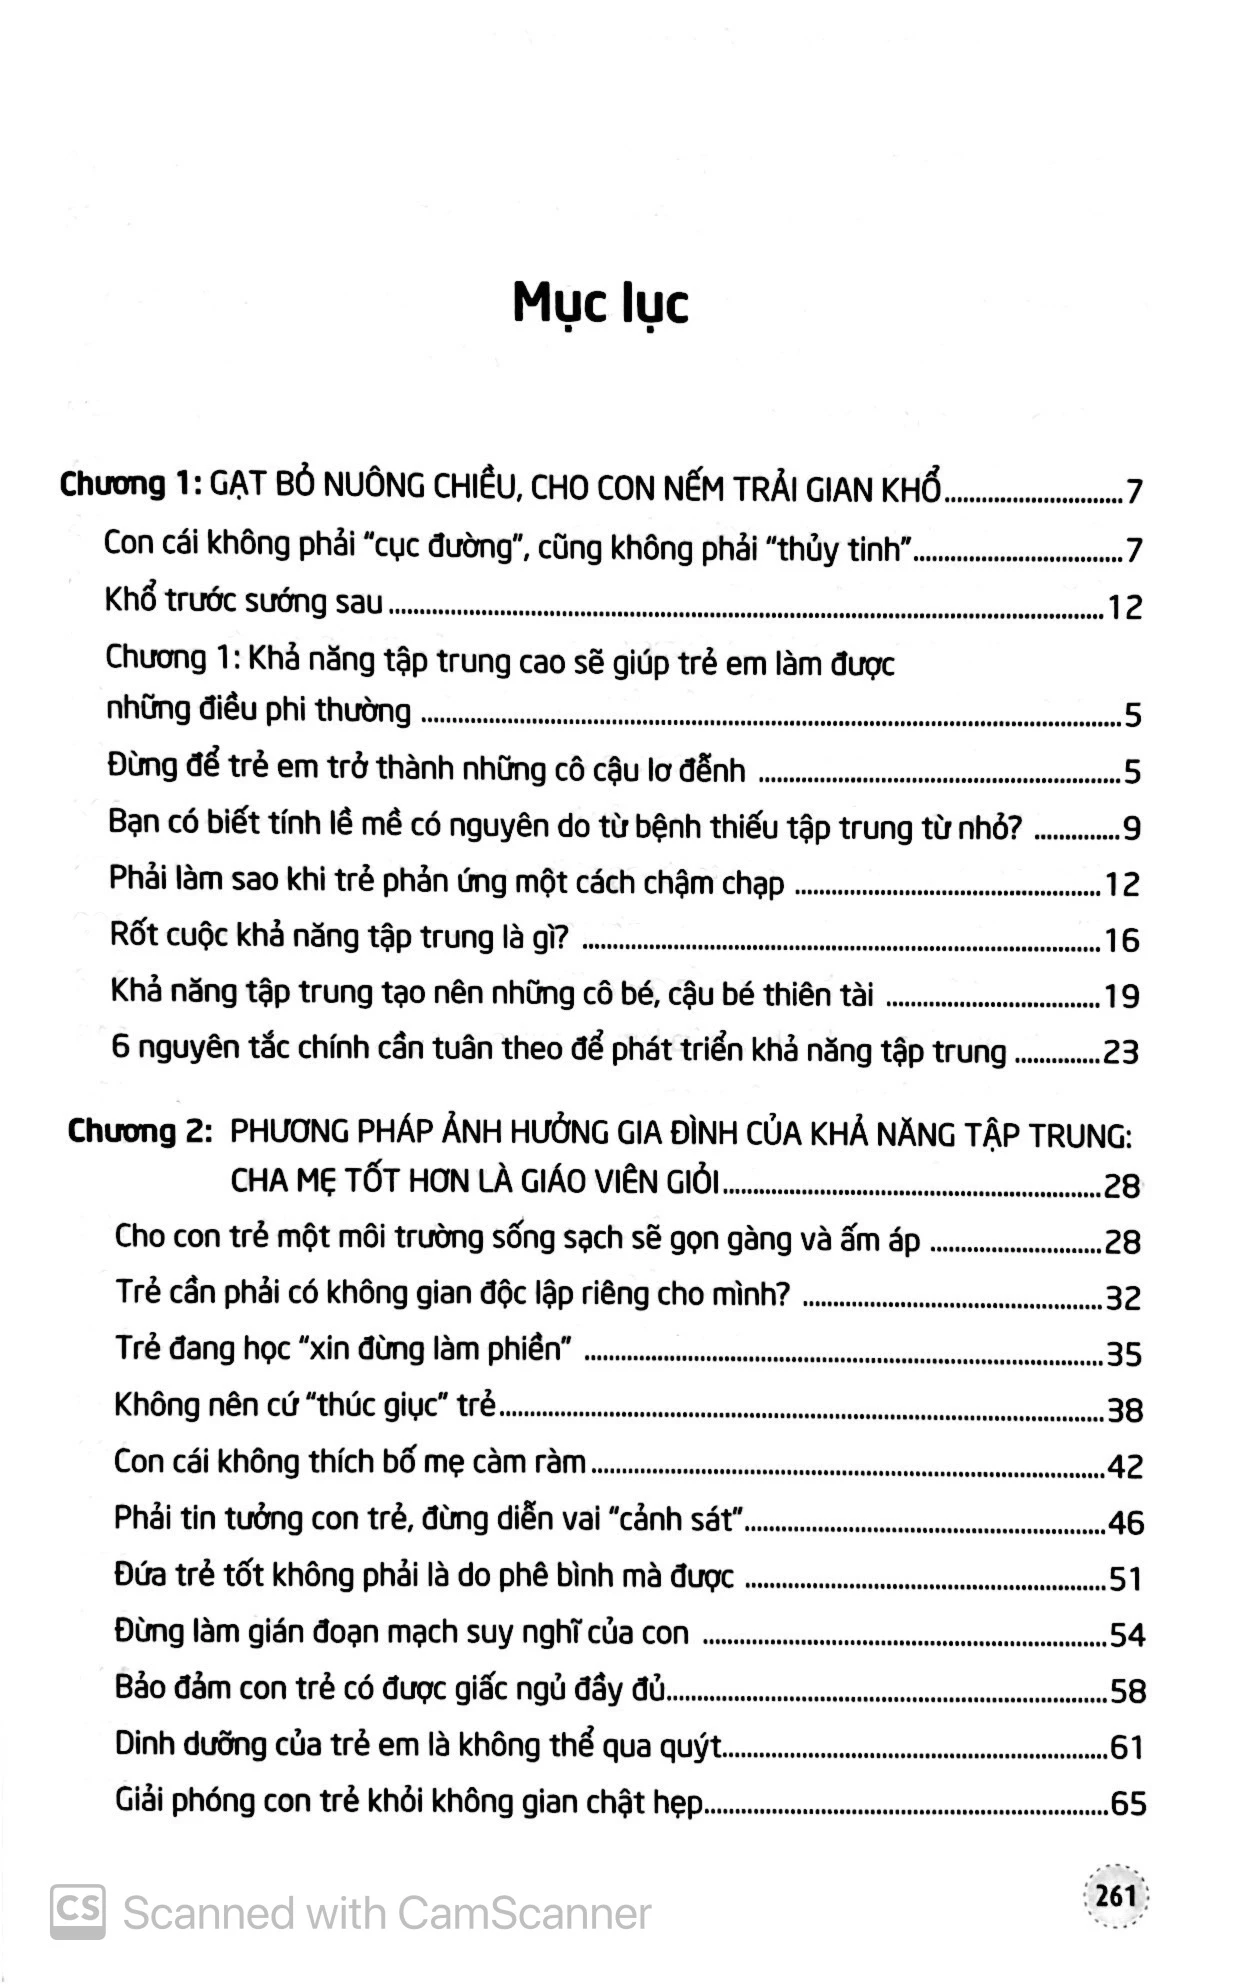 Mục lục
Chương 1: GẠT BỎ NUÔNG CHIỀU, CHO CON NẾM TRẢI GIAN KHỔ............................7
Con cái không phải “cục đường”, cũng không phải “thủy tinh”................................7
Khổ trước sướng sau................................12
Chương 1: Khả năng tập trung cao sẽ giúp trẻ em làm được
những điều phi thường................................5
Đừng để trẻ em trở thành những cô cậu lơ đễnh................................5
Bạn có biết tính lề mề có nguyên do từ bệnh thiếu tập trung từ nhỏ?..............9
Phải làm sao khi trẻ phản ứng một cách chậm chạp................................12
Rốt cuộc khả năng tập trung là gì?................................16
Khả năng tập trung tạo nên những cô bé, cậu bé thiên tài................................19
6 nguyên tắc chính cần tuân theo để phát triển khả năng tập trung..............23
Chương 2: PHƯƠNG PHÁP ẢNH HƯỞNG GIA ĐÌNH CỦA KHẢ NĂNG TẬP TRUNG:
CHA MẸ TỐT HƠN LÀ GIÁO VIÊN GIỎI................................28
Cho con trẻ một môi trường sống sạch sẽ gọn gàng và ấm áp............................28
Trẻ cần phải có không gian độc lập riêng cho mình?................................32
Trẻ đang học “xin đừng làm phiền”................................35
Không nên cứ “thúc giục” trẻ................................38
Con cái không thích bố mẹ càm ràm................................42
Phải tin tưởng con trẻ, đừng diễn vai “cảnh sát”................................46
Đứa trẻ tốt không phải là do phê bình mà được................................51
Đừng làm gián đoạn mạch suy nghĩ của con................................54
Bảo đảm con trẻ có được giấc ngủ đầy đủ................................58
Dinh dưỡng của trẻ em là không thể qua quýt................................61
Giải phóng con trẻ khỏi không gian chật hẹp................................65
261
CS Scanned with CamScanner